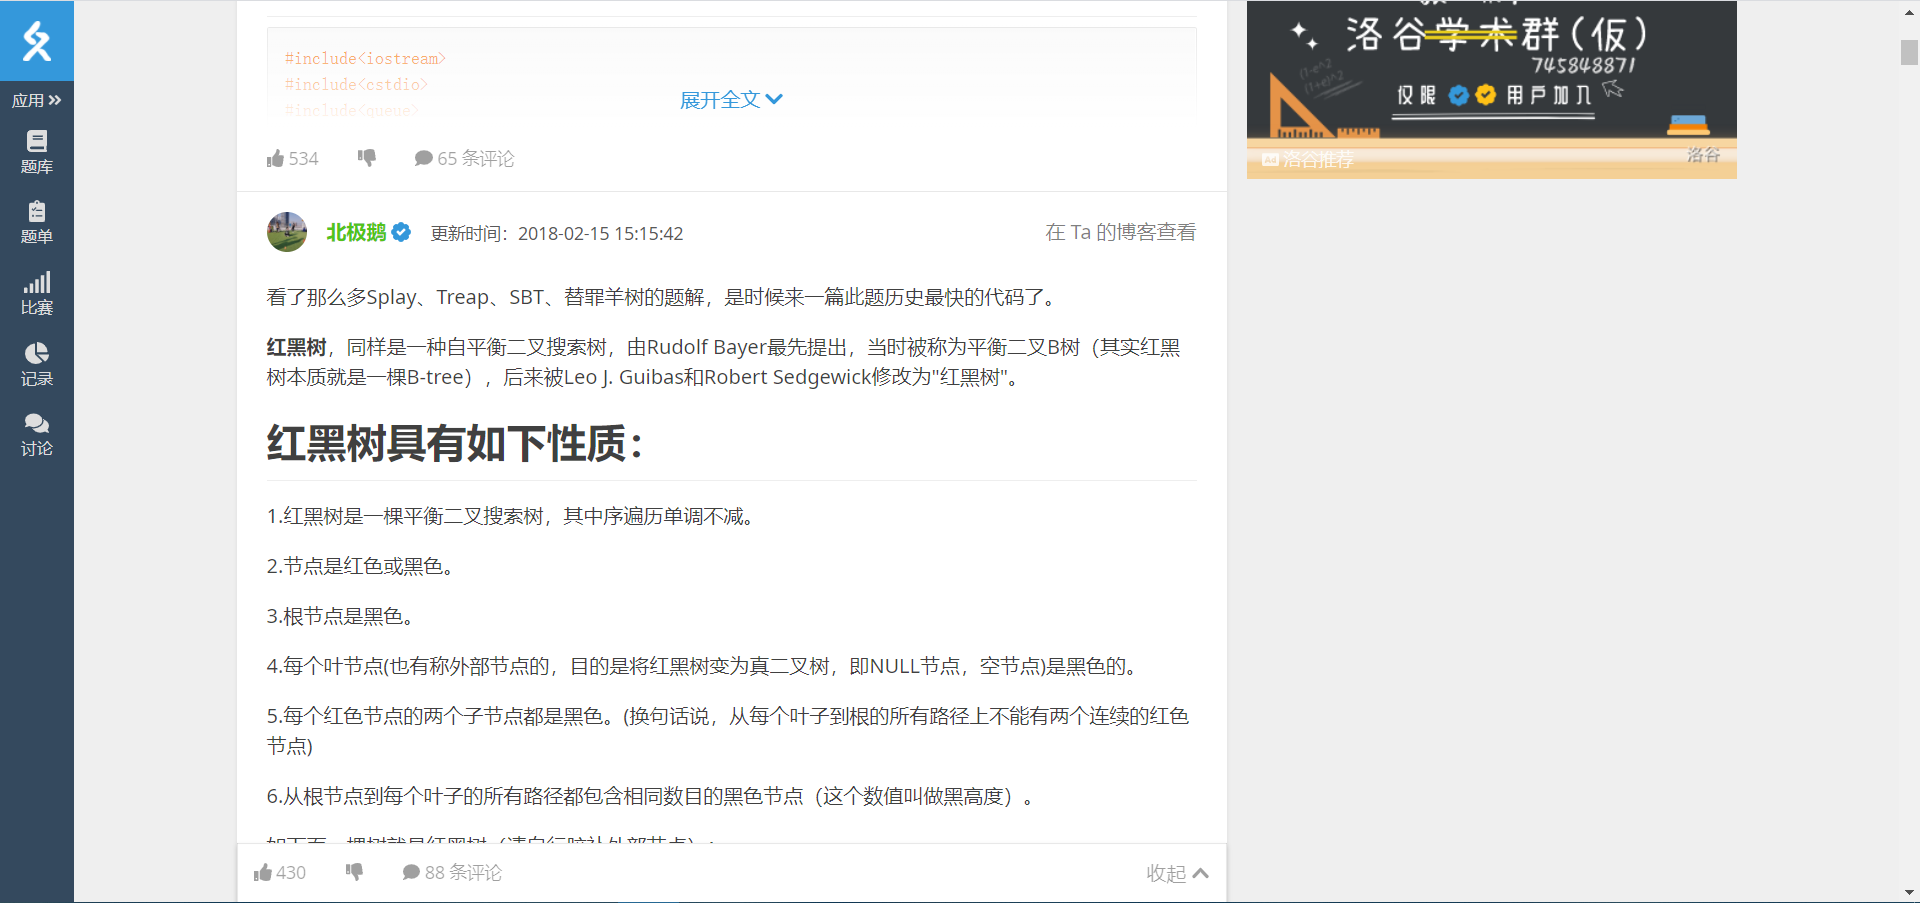 应用
题库
题单
比赛
记录
讨论
#include<iostream>
#include<cstdio>
#include<queue>
展开全文
534
65 条评论
北极鹅 更新时间：2018-02-15 15:15:42
在 Ta 的博客查看
看了那么多Splay、Treap、SBT、替罪羊树的题解，是时候来一篇此题历史最快的代码了。
红黑树，同样是一种自平衡二叉搜索树，由Rudolf Bayer最先提出，当时被称为平衡二叉B树（其实红黑
树本质就是一棵B-tree），后来被Leo J. Guibas和Robert Sedgewick修改为"红黑树"。
红黑树具有如下性质：
1.红黑树是一棵平衡二叉搜索树，其中序遍历单调不减。
2.节点是红色或黑色。
3.根节点是黑色。
4.每个叶节点(也有称外部节点的，目的是将红黑树变为真二叉树，即NULL节点，空节点)是黑色的。
5.每个红色节点的两个子节点都是黑色。(换句话说，从每个叶子到根的所有路径上不能有两个连续的红色
节点)
6.从根节点到每个叶子的所有路径都包含相同数目的黑色节点（这个数值叫做黑高度）。
430
88 条评论
收起
洛谷学术群(仮)
745848871
仅限 用户加入
Ad 洛谷推荐
洛谷